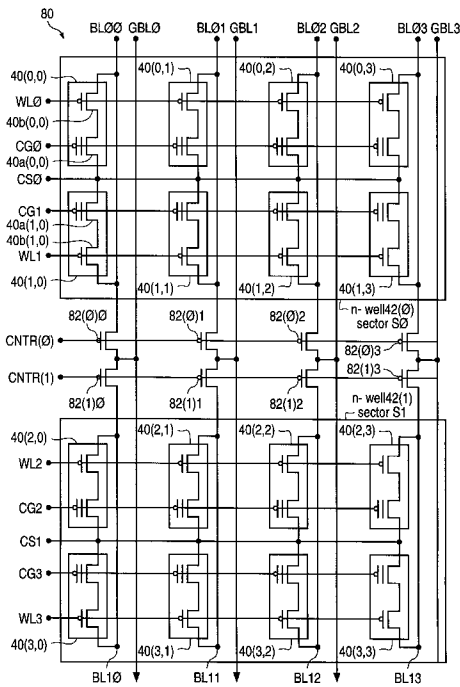 80
BLØØ GBLØ BLØ1 GBL1 BLØ2 GBL2 BLØ3 GBL3
40(0,0) 40(0,1) 40(0,2) 40(0,3)
WLØ
40b(0,0)
CGØ
40a(0,0)
CSØ
CG1
40a(1,0)
40b(1,0)
WL1
40(1,0) 40(1,1) 40(1,2) 40(1,3)
n- well42(Ø)
sector SØ
82(Ø)Ø 82(Ø)1 82(Ø)2
CNTR(Ø)
82(Ø)3
CNTR(1)
82(1)3
82(1)Ø 82(1)1 82(1)2
n- well42(1)
sector S1
40(2,0) 40(2,1) 40(2,2) 40(2,3)
WL2
CG2
CS1
CG3
WL3
40(3,0) 40(3,1) 40(3,2) 40(3,3)
BL1Ø BL11 BL12 BL13